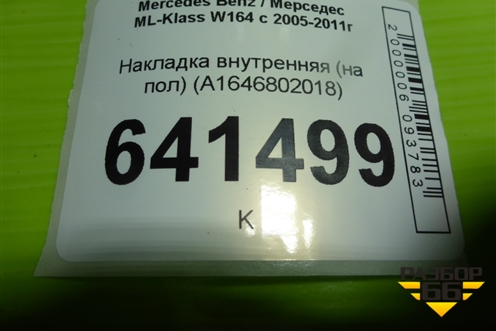 Mercedes Benz / Мерседес
ML-Klass W164 с 2005-2011г
Накладка внутренняя (на
пол) (A1646802018)
641499
К
2000006093783
РАЗБОР
66